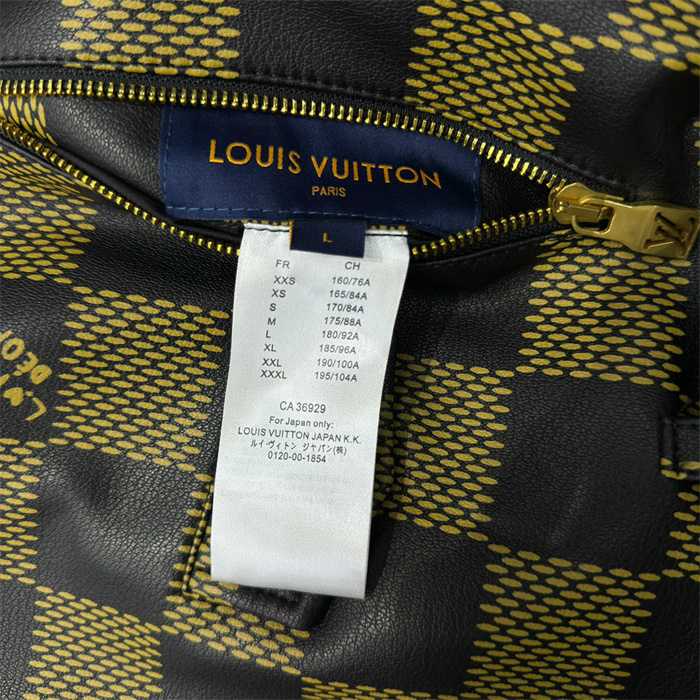 LOUIS VUITTON
PARIS
L
FR CH
XXS 160/76A
XS 165/84A
S 170/84A
M 175/88A
L 180/92A
XL 185/96A
XXL 190/100A
XXXL 195/104A
CA 36929
For Japan only:
LOUIS VUITTON JAPAN K.K.
ルイ·ヴィトン ジャパン(株)
0120-00-1854
LV